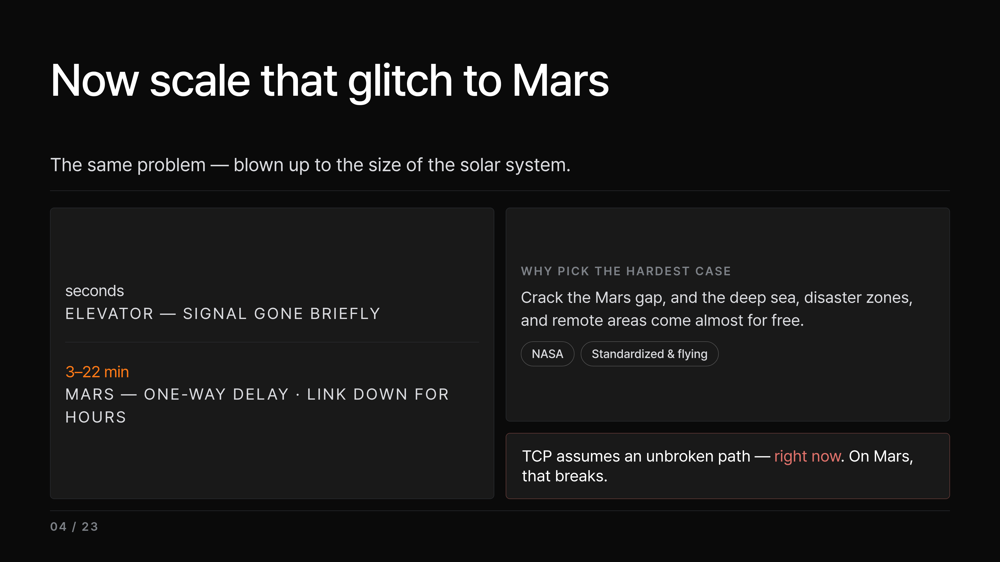 Now scale that glitch to Mars
The same problem — blown up to the size of the solar system.
seconds
ELEVATOR — SIGNAL GONE BRIEFLY
3–22 min
MARS — ONE-WAY DELAY · LINK DOWN FOR
HOURS
WHY PICK THE HARDEST CASE
Crack the Mars gap, and the deep sea, disaster zones,
and remote areas come almost for free.
NASA
Standardized & flying
TCP assumes an unbroken path — right now. On Mars,
that breaks.
04 / 23